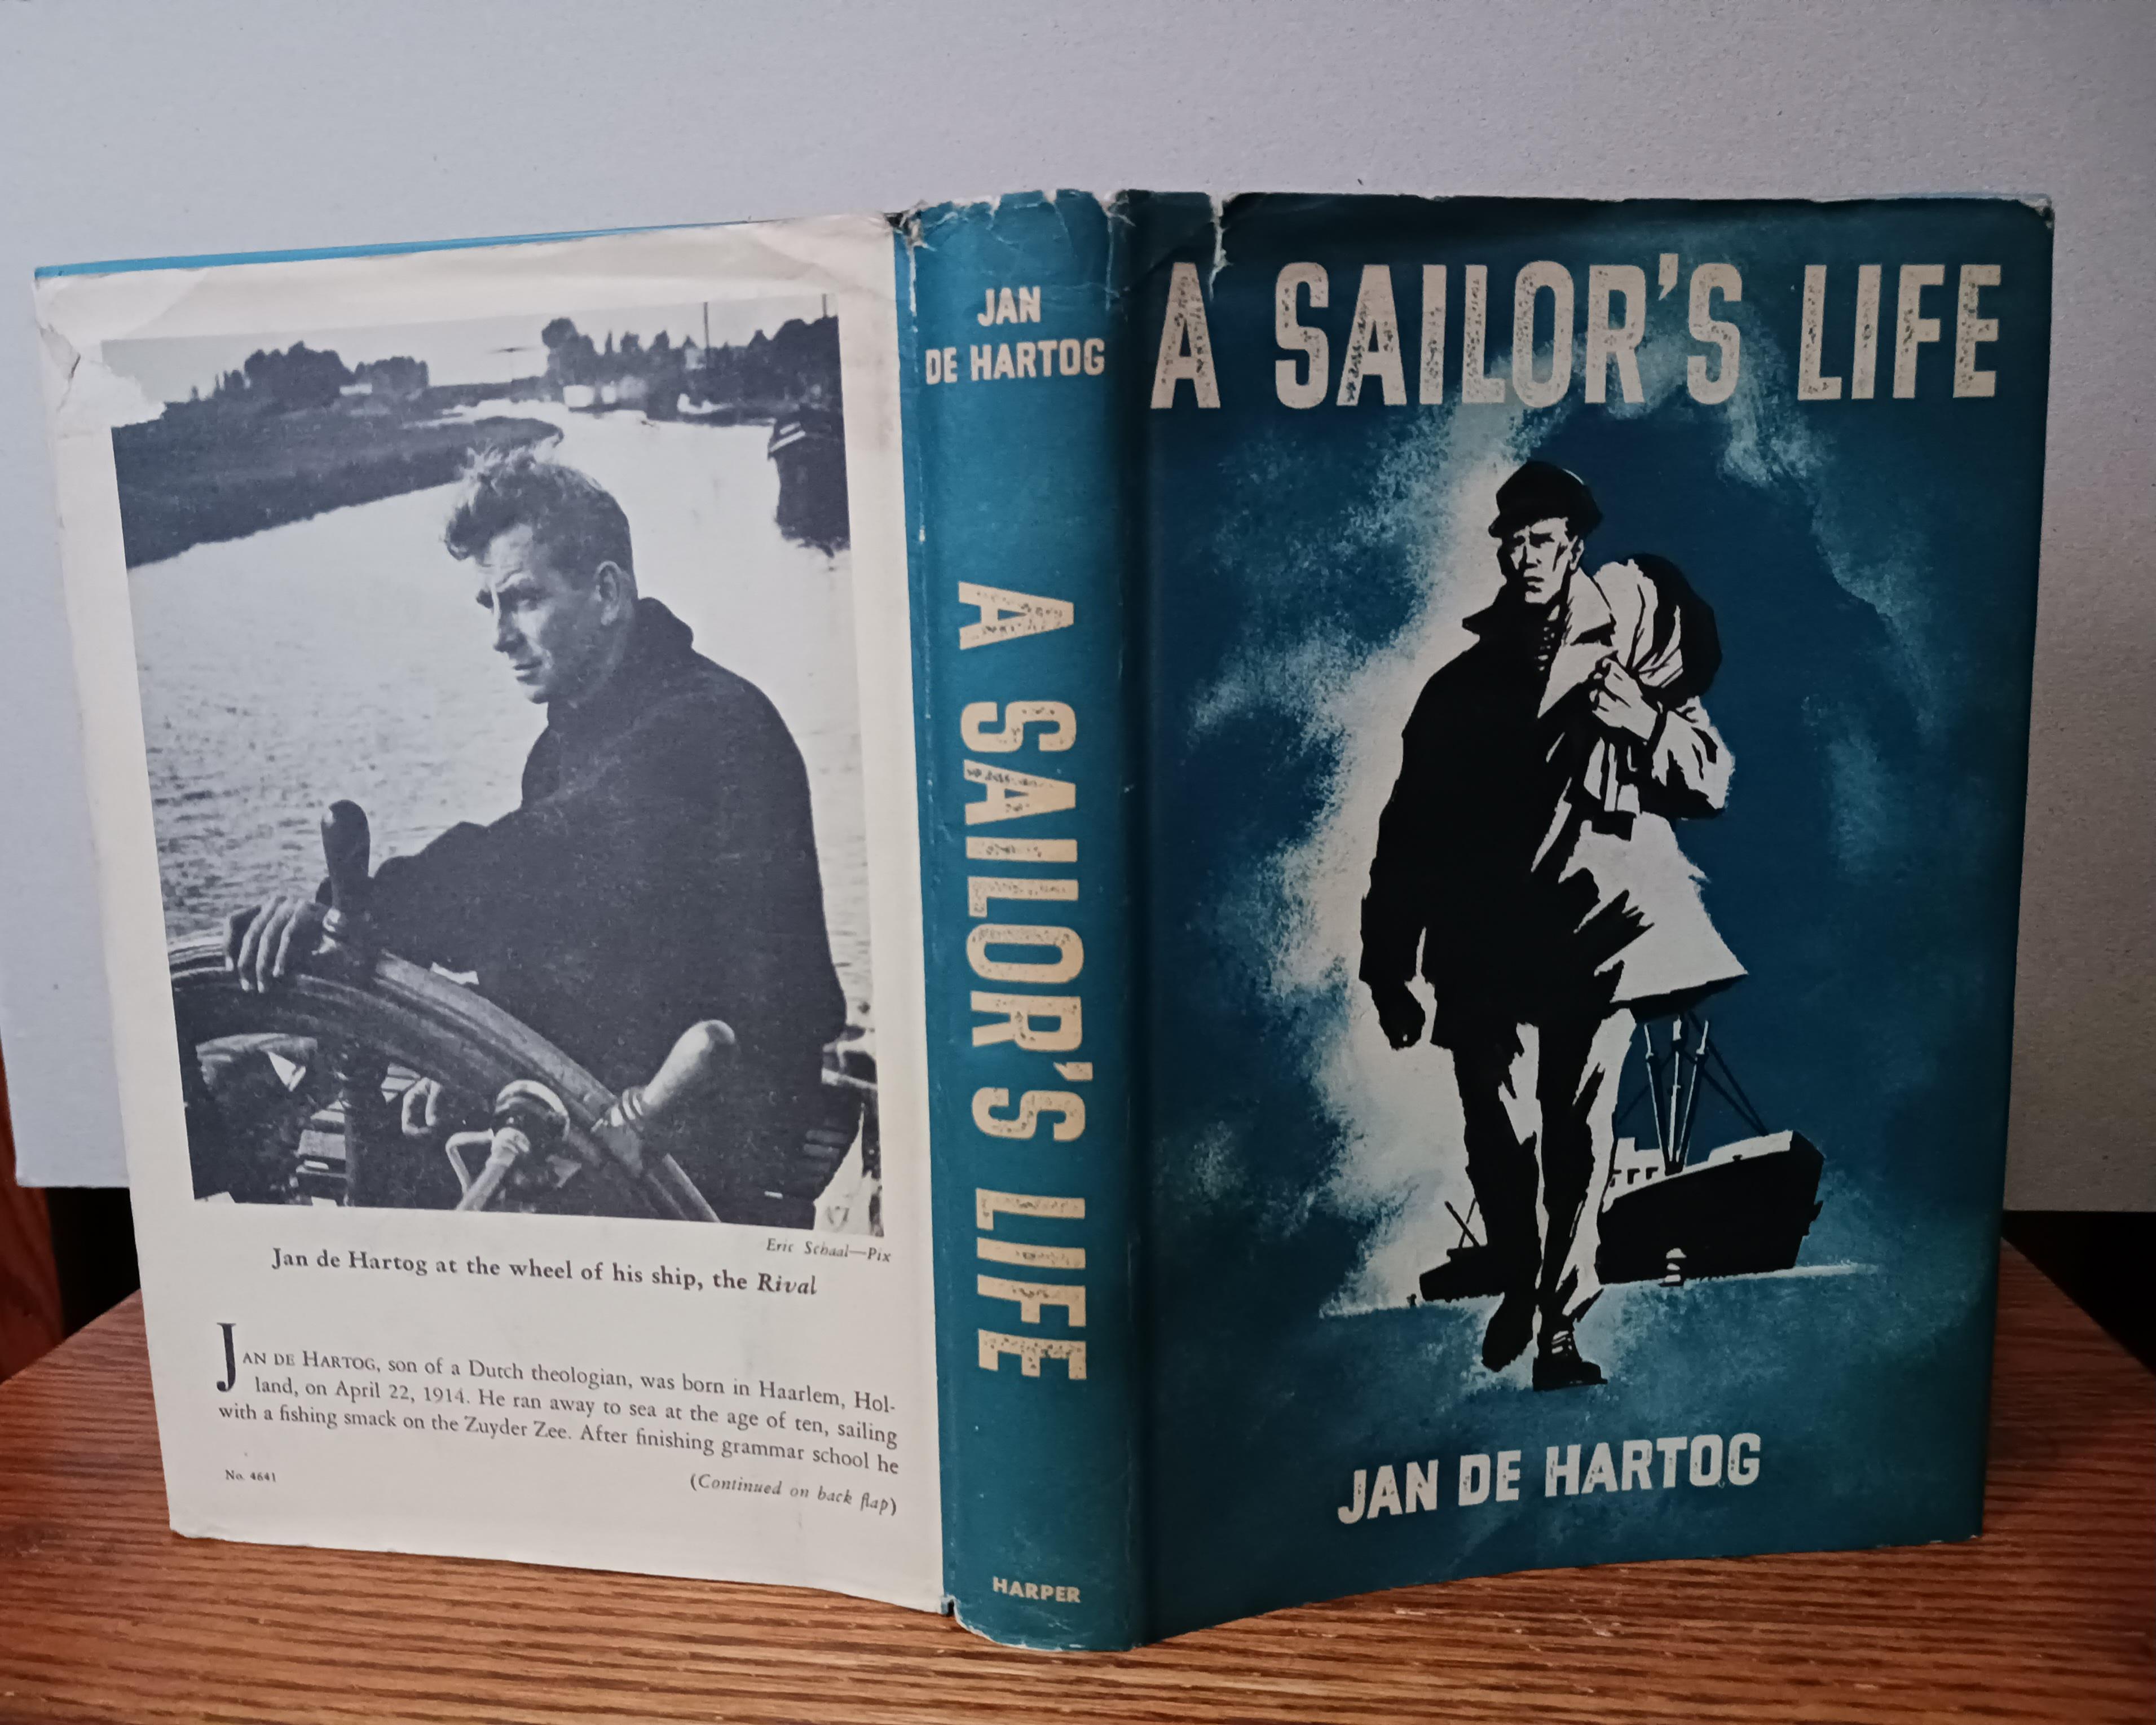 Eric Schaal—Pix
Jan de Hartog at the wheel of his ship, the Rival
JAN DE HARTOG, son of a Dutch theologian, was born in Haarlem, Hol-
land, on April 22, 1914. He ran away to sea at the age of ten, sailing
with a fishing smack on the Zuyder Zee. After finishing grammar school he
(Continued on back flap)
No. 4641
JAN
DE HARTOG
A SAILOR'S LIFE
HARPER
A SAILOR'S LIFE
JAN DE HARTOG